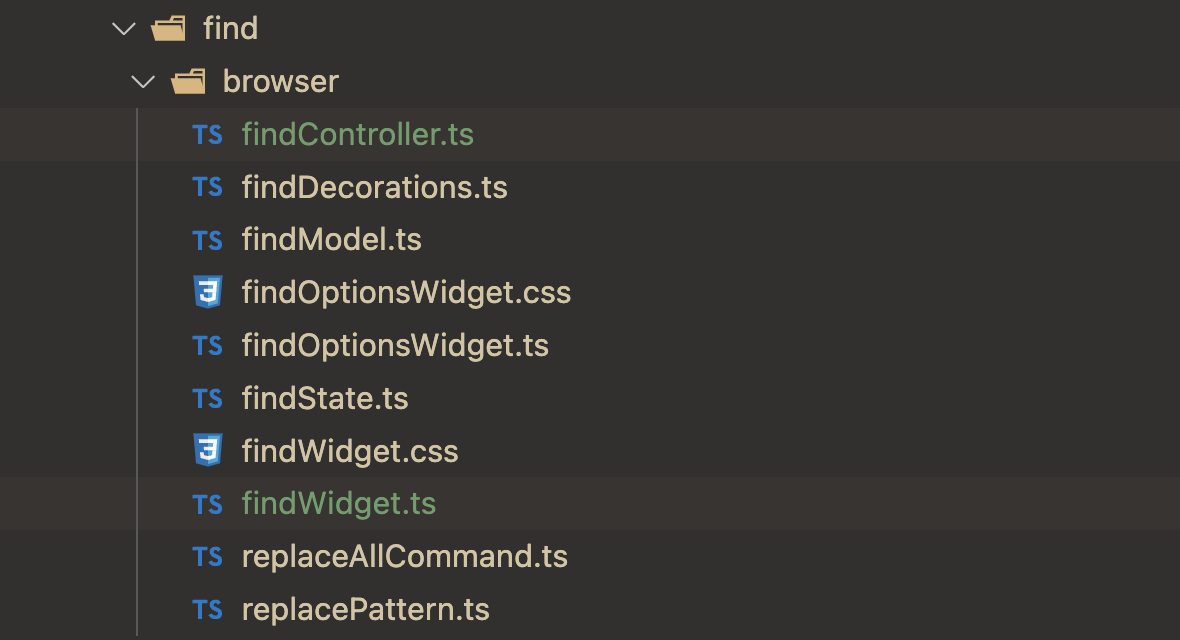 find
browser
TS findController.ts
TS findDecorations.ts
TS findModel.ts
3 findOptionsWidget.css
TS findOptionsWidget.ts
TS findState.ts
3 findWidget.css
TS findWidget.ts
TS replaceAllCommand.ts
TS replacePattern.ts